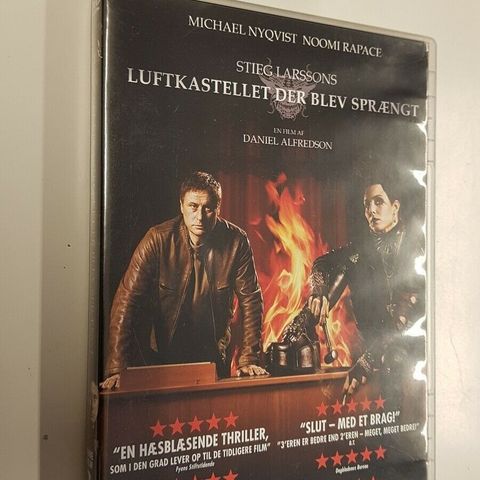 MICHAEL NYQVIST NOOMI RAPACE
STIEG LARSSONS
LUFTKASTELLET DER BLEV SPRÆNGT
EN FILM AF
DANIEL ALFREDSON
"EN HÆSBLÆSENDE THRILLER,
SOM I DEN GRAD LEVER OP TIL DE TIDLIGERE FILM"
Fyens Stiftstidende
"SLUT – MED ET BRAG!"
"3'EREN ER BEDRE END 2'EREN – MEGET, MEGET BEDRE!"